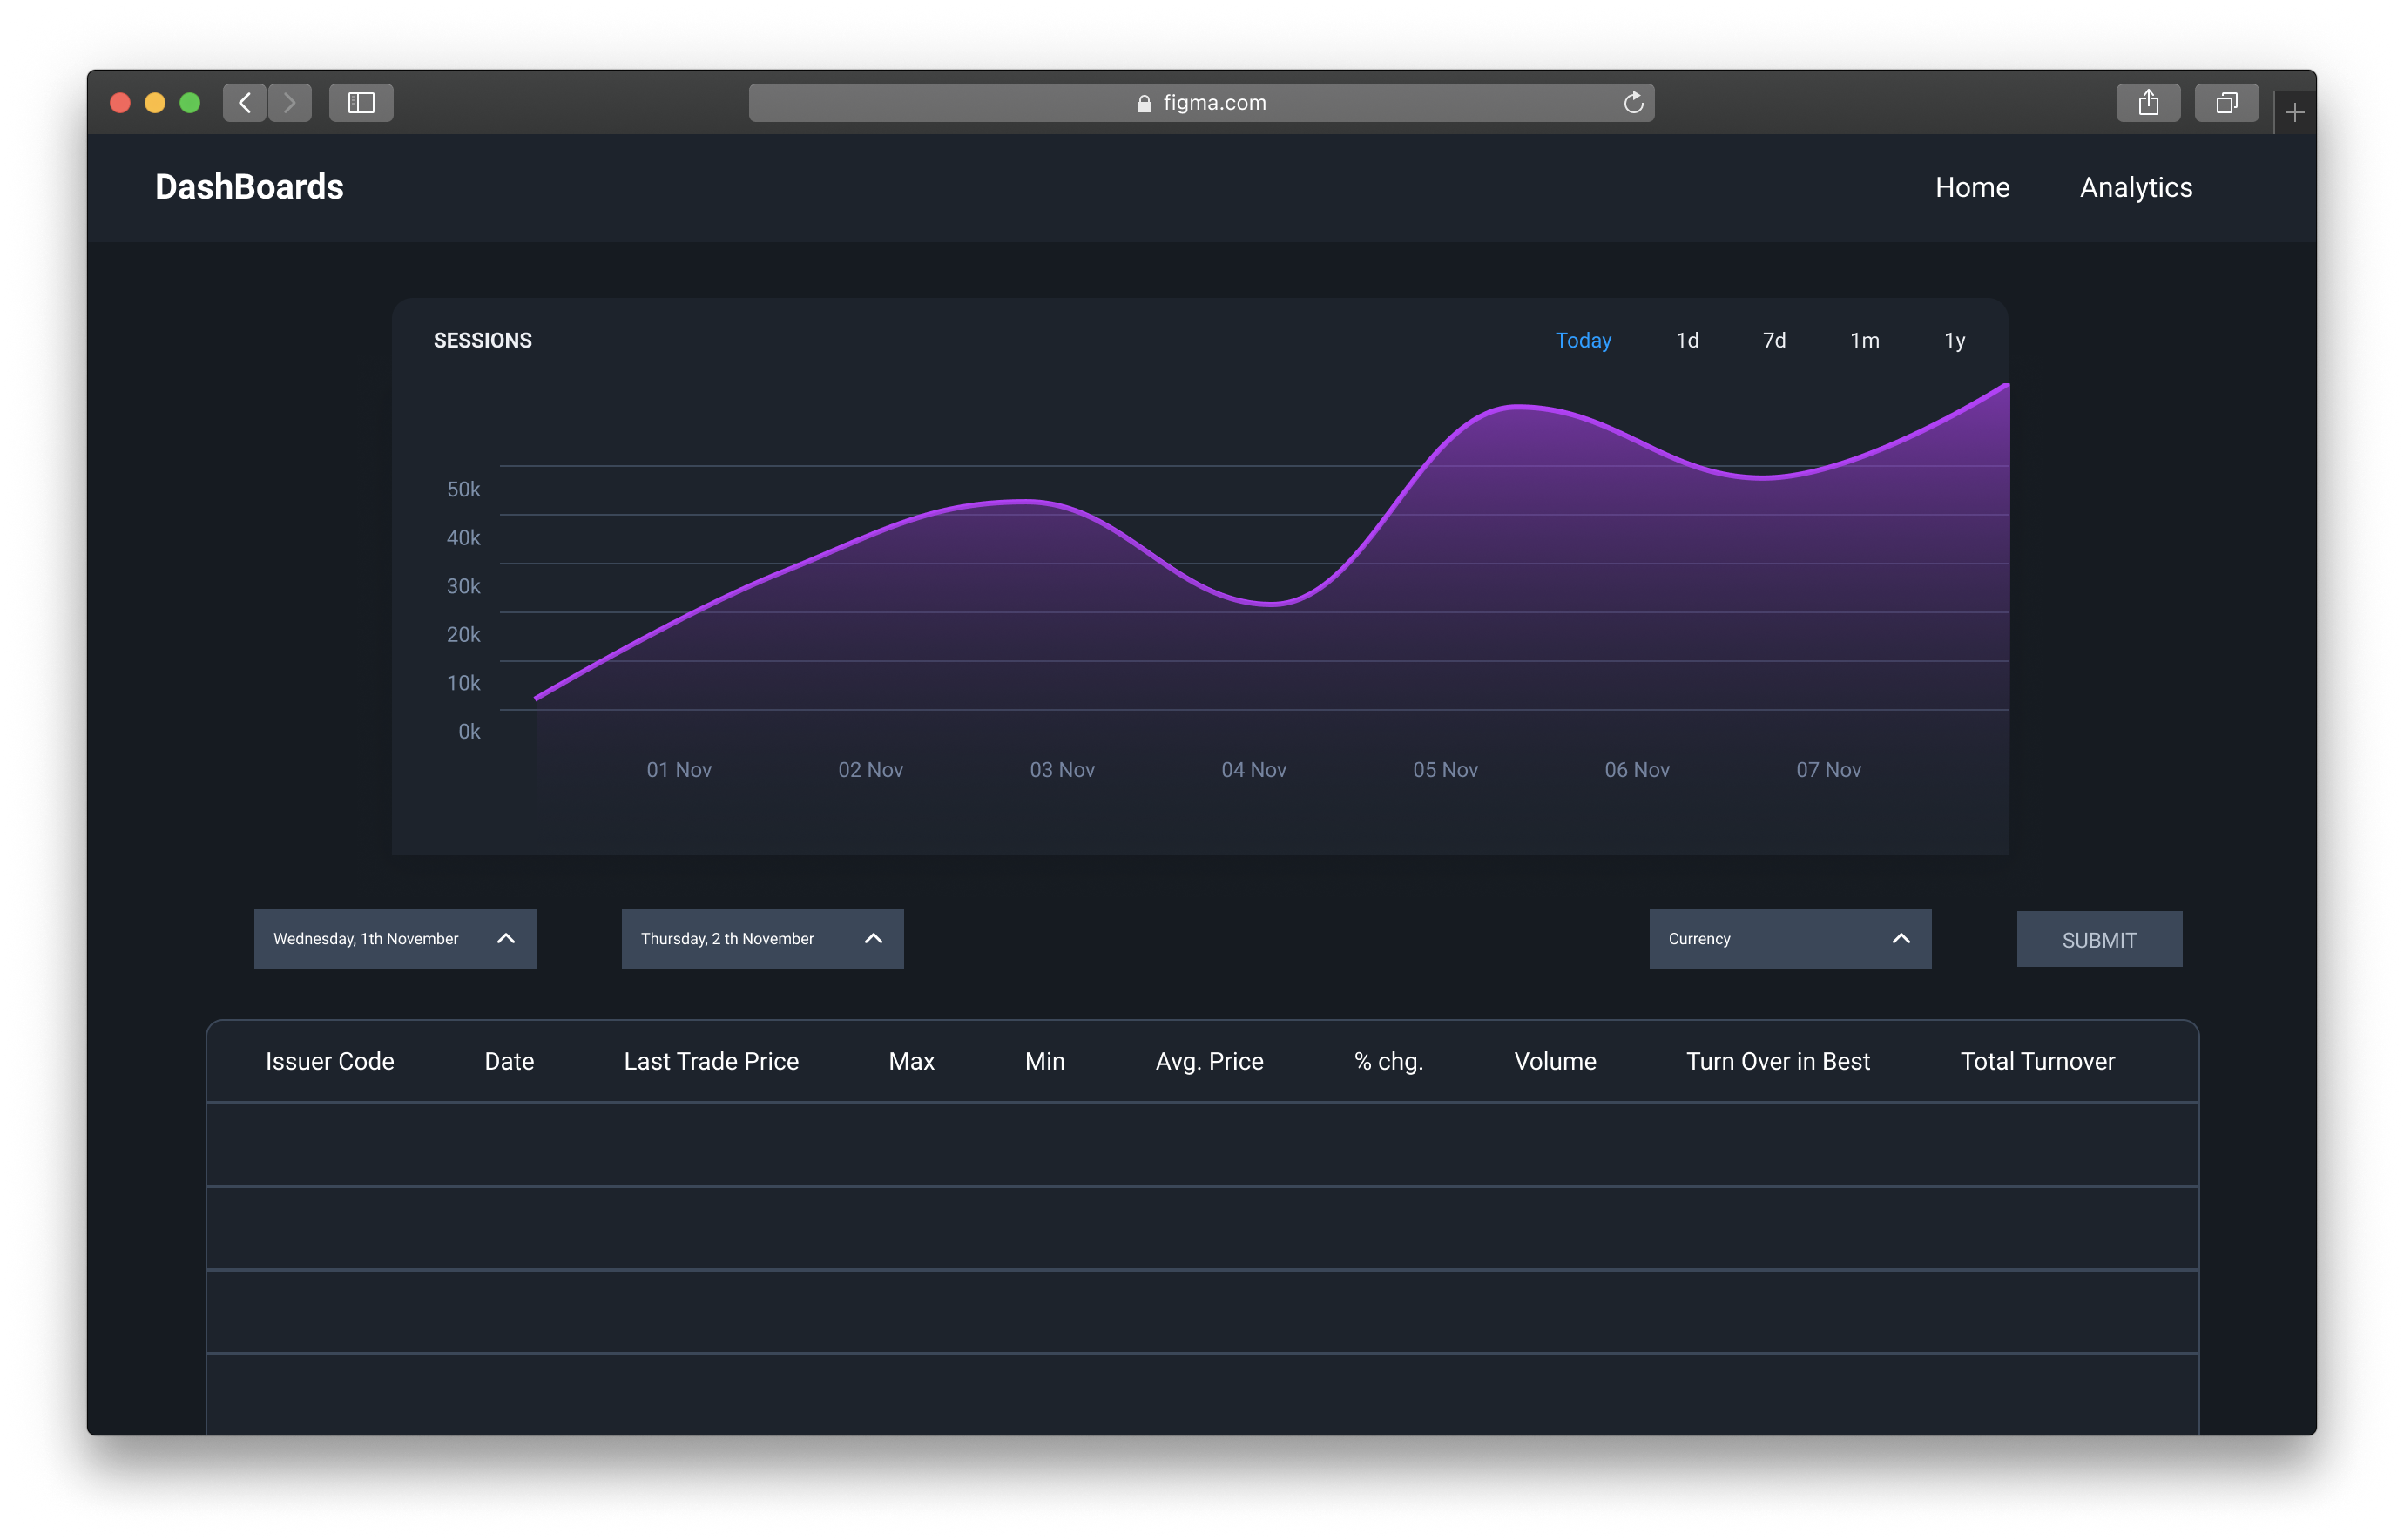 figma.com
DashBoards Home Analytics
SESSIONS Today 1d 7d 1m 1y
50k
40k
30k
20k
10k
0k
01 Nov 02 Nov 03 Nov 04 Nov 05 Nov 06 Nov 07 Nov
Wednesday, 1th November Thursday, 2 th November Currency SUBMIT
Issuer Code Date Last Trade Price Max Min Avg. Price % chg. Volume Turn Over in Best Total Turnover